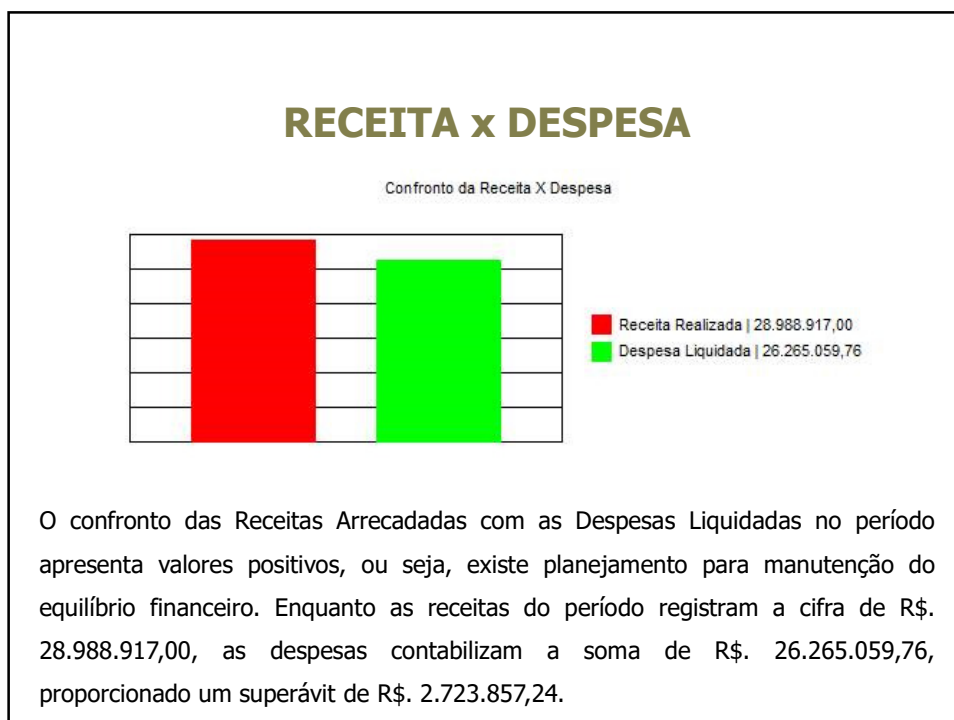 RECEITA x DESPESA
Confronto da Receita X Despesa
Receita Realizada | 28.988.917,00
Despesa Liquidada | 26.265.059,76
O confronto das Receitas Arrecadadas com as Despesas Liquidadas no período
apresenta valores positivos, ou seja, existe planejamento para manutenção do
equilíbrio financeiro. Enquanto as receitas do período registram a cifra de R$.
28.988.917,00, as despesas contabilizam a soma de R$. 26.265.059,76,
proporcionado um superávit de R$. 2.723.857,24.